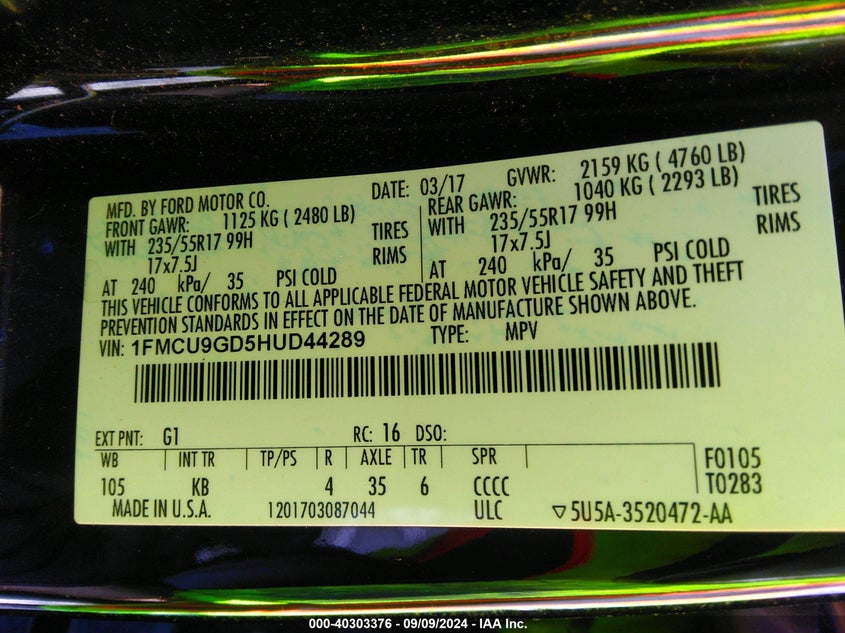 MFD. BY FORD MOTOR CO. DATE: 03/17 GVWR: 2159 KG ( 4760 LB)
FRONT GAWR: 1125 KG ( 2480 LB) REAR GAWR: 1040 KG ( 2293 LB)
WITH 235/55R17 99H TIRES WITH 235/55R17 99H TIRES
17x7.5J RIMS 17x7.5J RIMS
AT 240 kPa/ 35 PSI COLD AT 240 kPa/ 35 PSI COLD
THIS VEHICLE CONFORMS TO ALL APPLICABLE FEDERAL MOTOR VEHICLE SAFETY AND THEFT
PREVENTION STANDARDS IN EFFECT ON THE DATE OF MANUFACTURE SHOWN ABOVE.
VIN: 1FMCU9GD5HUD44289 TYPE: MPV
EXT PNT: G1 RC: 16 DSO:
WB INT TR TP/PS R AXLE TR SPR F0105
105 KB 4 35 6 CCCC T0283
MADE IN U.S.A. 1201703087044 ULC ▽5U5A-3520472-AA
000-40303376 - 09/09/2024 - IAA Inc.